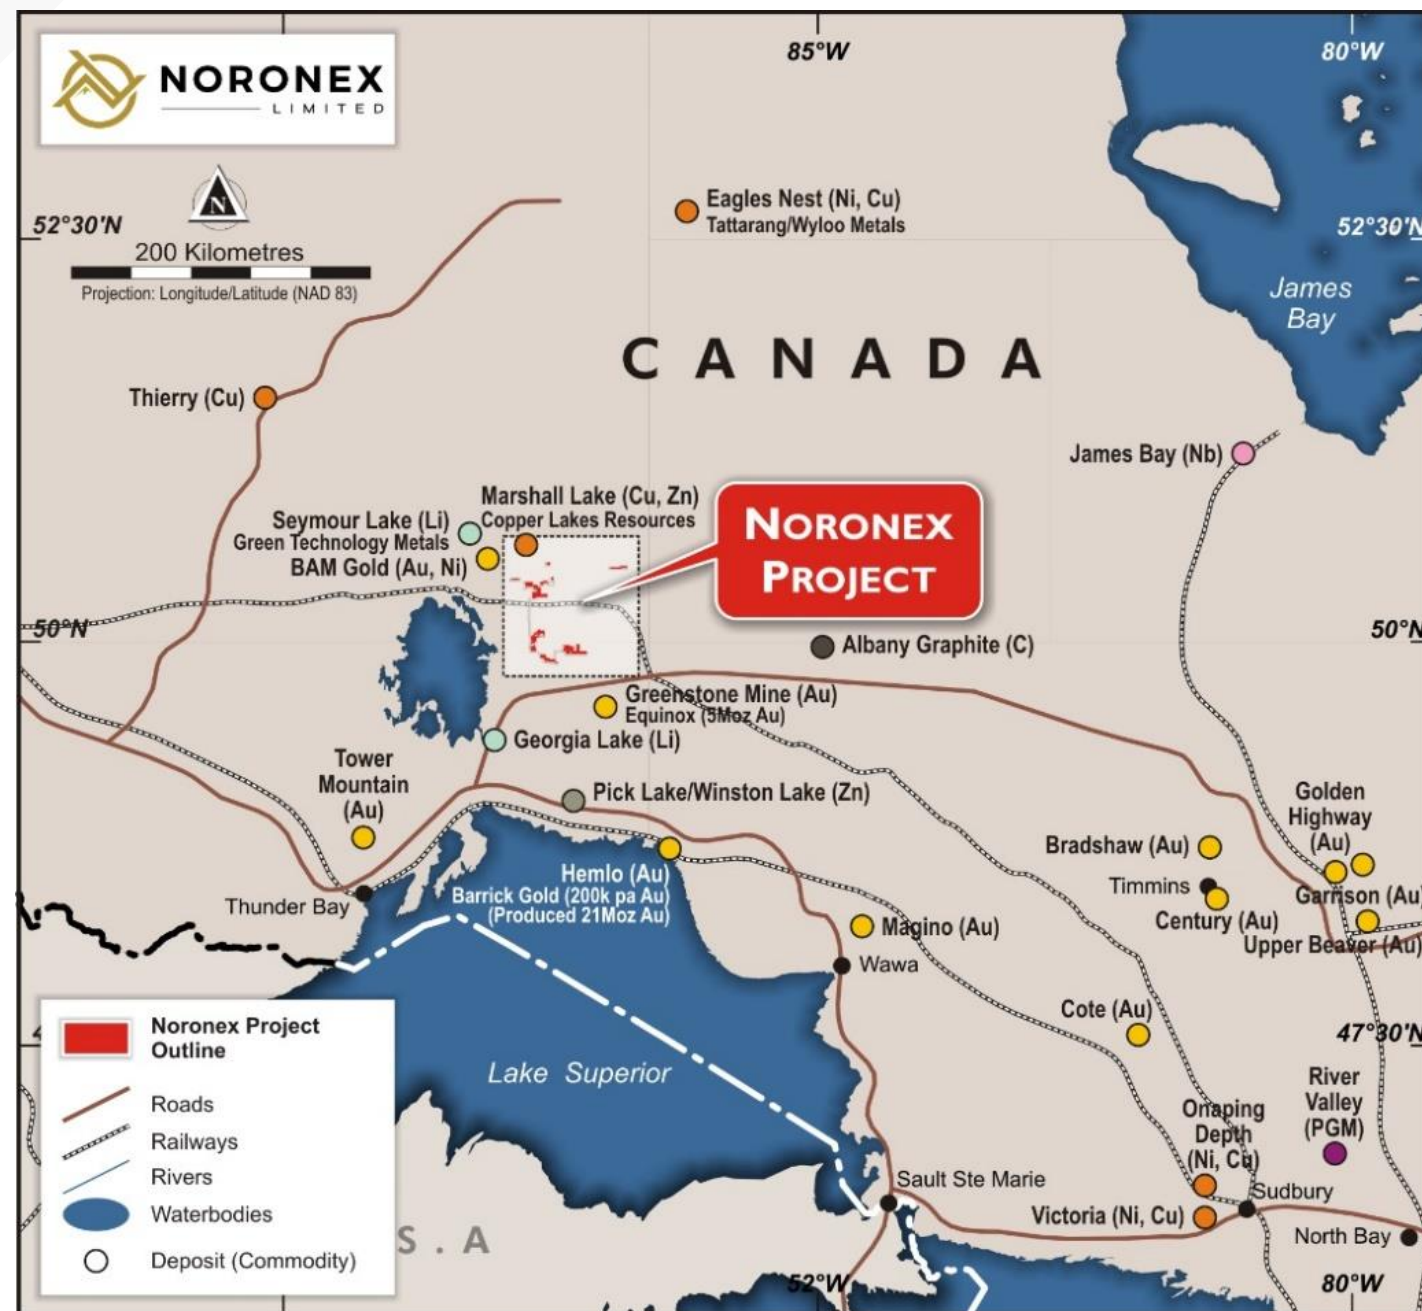 NORONEX
LIMITED
85°W
80°W
N
52°30'N
200 Kilometres
Projection: Longitude/Latitude (NAD 83)
Eagles Nest (Ni, Cu)
Tattarang/Wyloo Metals
52°30'N
James
Bay
CANADA
Thierry (Cu)
James Bay (Nb)
Marshall Lake (Cu, Zn)
Copper Lakes Resources
Seymour Lake (Li)
Green Technology Metals
BAM Gold (Au, Ni)
NORONEX
PROJECT
50°N
50°N
Albany Graphite (C)
Greenstone Mine (Au)
Equinox (5Moz Au)
Georgia Lake (Li)
Tower
Mountain
(Au)
Pick Lake/Winston Lake (Zn)
Golden
Highway
(Au)
Bradshaw (Au)
Hemlo (Au)
Barrick Gold (200k pa Au)
(Produced 21Moz Au)
Timmins
Garrison (Au)
Thunder Bay
Century (Au)
Magino (Au)
Upper Beaver (Au)
Wawa
Cote (Au)
47°30'N
Noronex Project
Outline
Roads
Railways
Rivers
Waterbodies
Deposit (Commodity)
Lake Superior
River
Valley
(PGM)
Onaping
Depth
(Ni, Cu)
Sault Ste Marie
Sudbury
Victoria (Ni, Cu)
North Bay
S.A
52°W
80°W